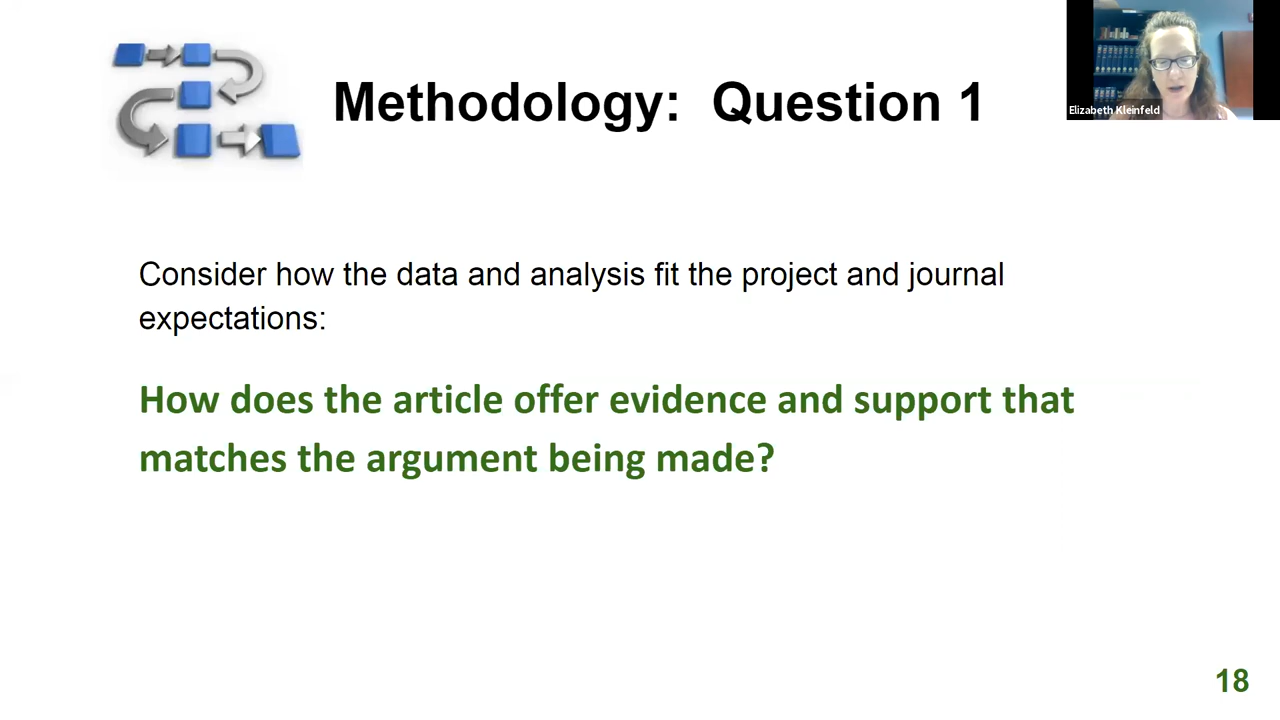 Methodology: Question 1
Elizabeth Kleinfeld
Consider how the data and analysis fit the project and journal
expectations:
How does the article offer evidence and support that
matches the argument being made?
18